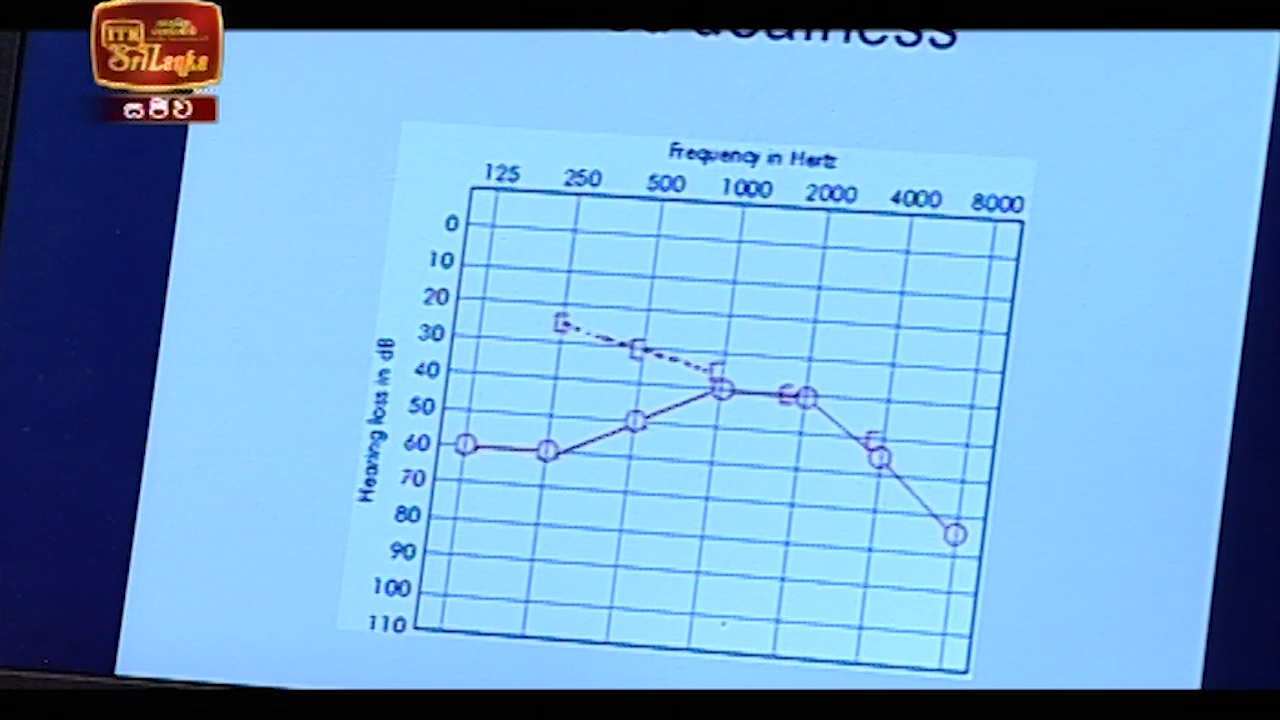 ITN
Sri Lanka
සජීව
deafness
Frequency in Hertz
125 250 500 1000 2000 4000 8000
Hearing loss in dB
0
10
20
30
40
50
60
70
80
90
100
110